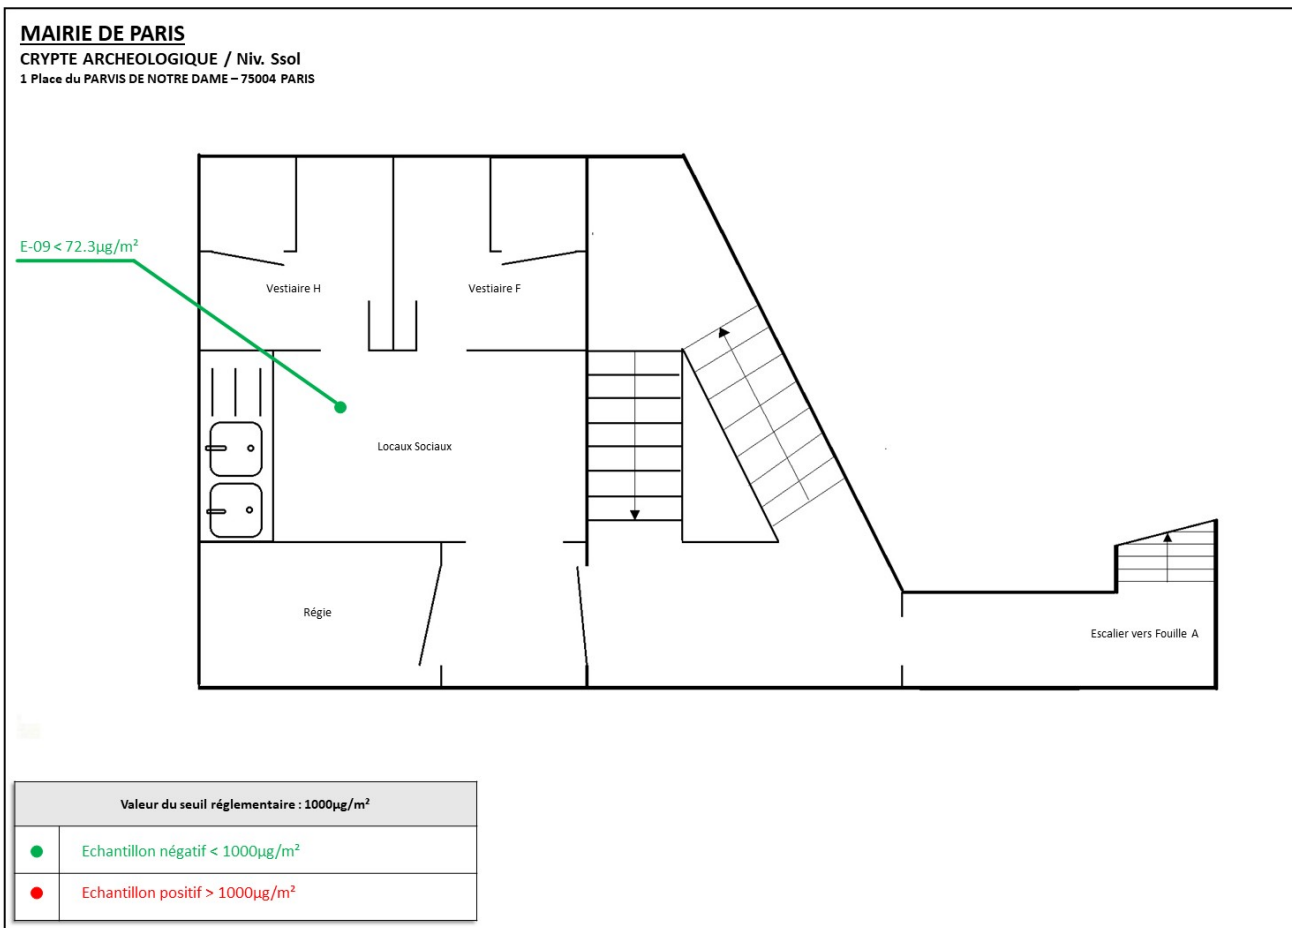 MAIRIE DE PARIS
CRYPTE ARCHEOLOGIQUE / Niv. Ssol
1 Place du PARVIS DE NOTRE DAME – 75004 PARIS
E-09 < 72.3µg/m²
Vestiaire H
Vestiaire F
Locaux Sociaux
Régie
Escalier vers Fouille A
Valeur du seuil réglementaire : 1000µg/m²
Echantillon négatif < 1000µg/m²
Echantillon positif > 1000µg/m²